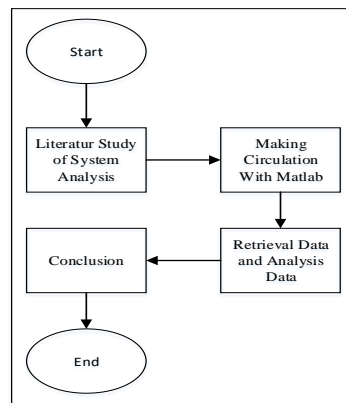 Start
Literatur Study
of System
Analysis
Making
Circulation
With Matlab
Retrieval Data
and Analysis
Data
Conclusion
End